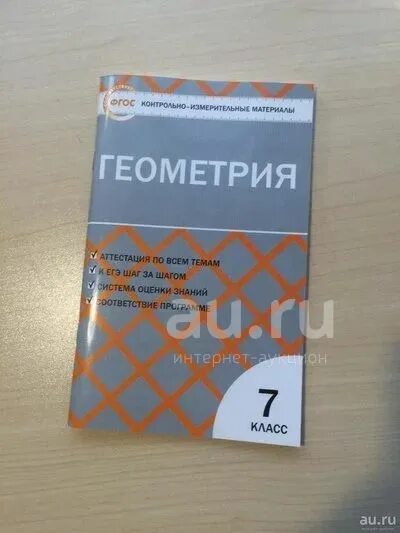 ФГОС
КОНТРОЛЬНО-ИЗМЕРИТЕЛЬНЫЕ МАТЕРИАЛЫ
ГЕОМЕТРИЯ
АТТЕСТАЦИЯ ПО ВСЕМ ТЕМАМ
К ЕГЭ ШАГ ЗА ШАГОМ
СИСТЕМА ОЦЕНКИ ЗНАНИЙ
СООТВЕТСТВИЕ ПРОГРАММЕ
au.ru
интернет-аукцион
7
КЛАСС
au.ru